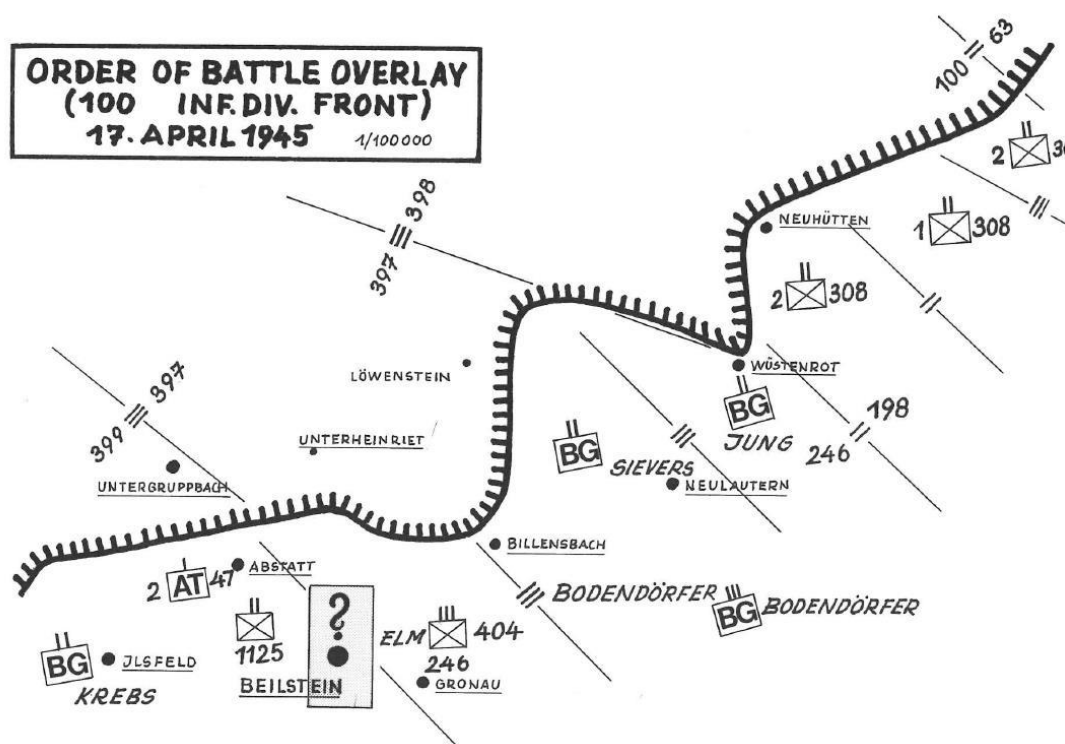 ORDER OF BATTLE OVERLAY
(100 INF.DIV. FRONT)
17. APRIL 1945 1/100000
100 63
2
1 308
NEUHÜTTEN
2 308
397 398
LÖWENSTEIN
WÜSTENROT
BG
JUNG
198
246
399 397
UNTERHEINRIET
BG
SIEVERS
NEULAUTERN
UNTERGRUPPBACH
BILLENSBACH
2 AT 47
ABSTATT
BODENDÖRFER
BG BODENDÖRFER
?
1125
ELM 404
246
BG
JLSFELD
KREBS
BEILSTEIN
GRONAU